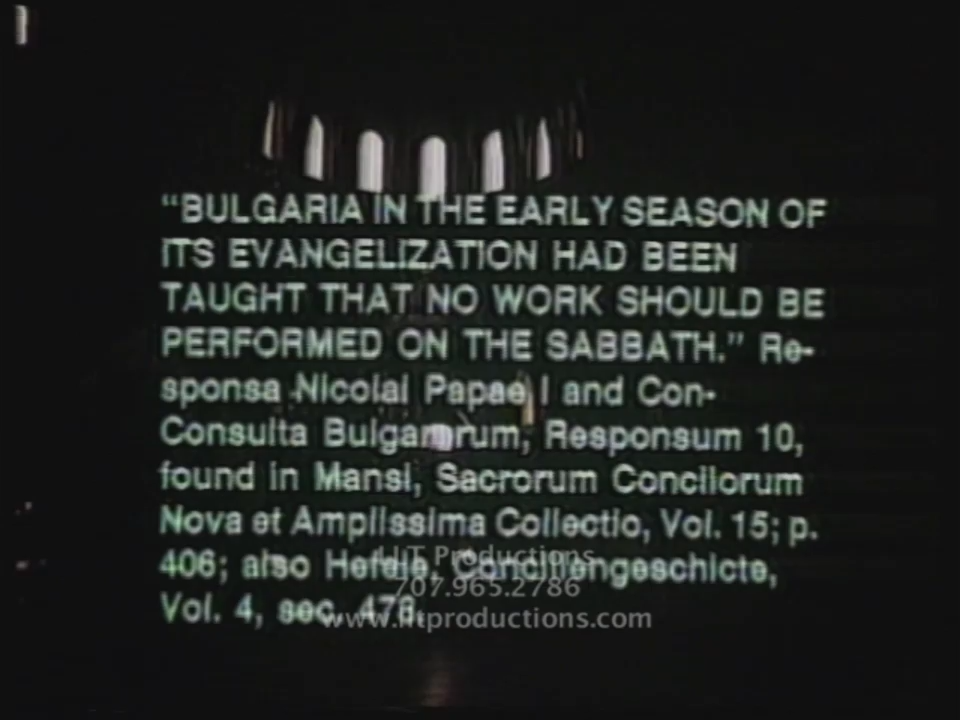 “BULGARIA IN THE EARLY SEASON OF
ITS EVANGELIZATION HAD BEEN
TAUGHT THAT NO WORK SHOULD BE
PERFORMED ON THE SABBATH.” Re-
sponsa Nicolai Papae I and Con-
Consulta Bulgarorum, Responsum 10,
found in Mansi, Sacrorum Concilorum
Nova et Amplissima Collectio, Vol. 15; p.
406; also Hefele, Conciliengeschicte,
Vol. 4, sec. 478.
LLT Productions
707.965.2786
www.lltproductions.com